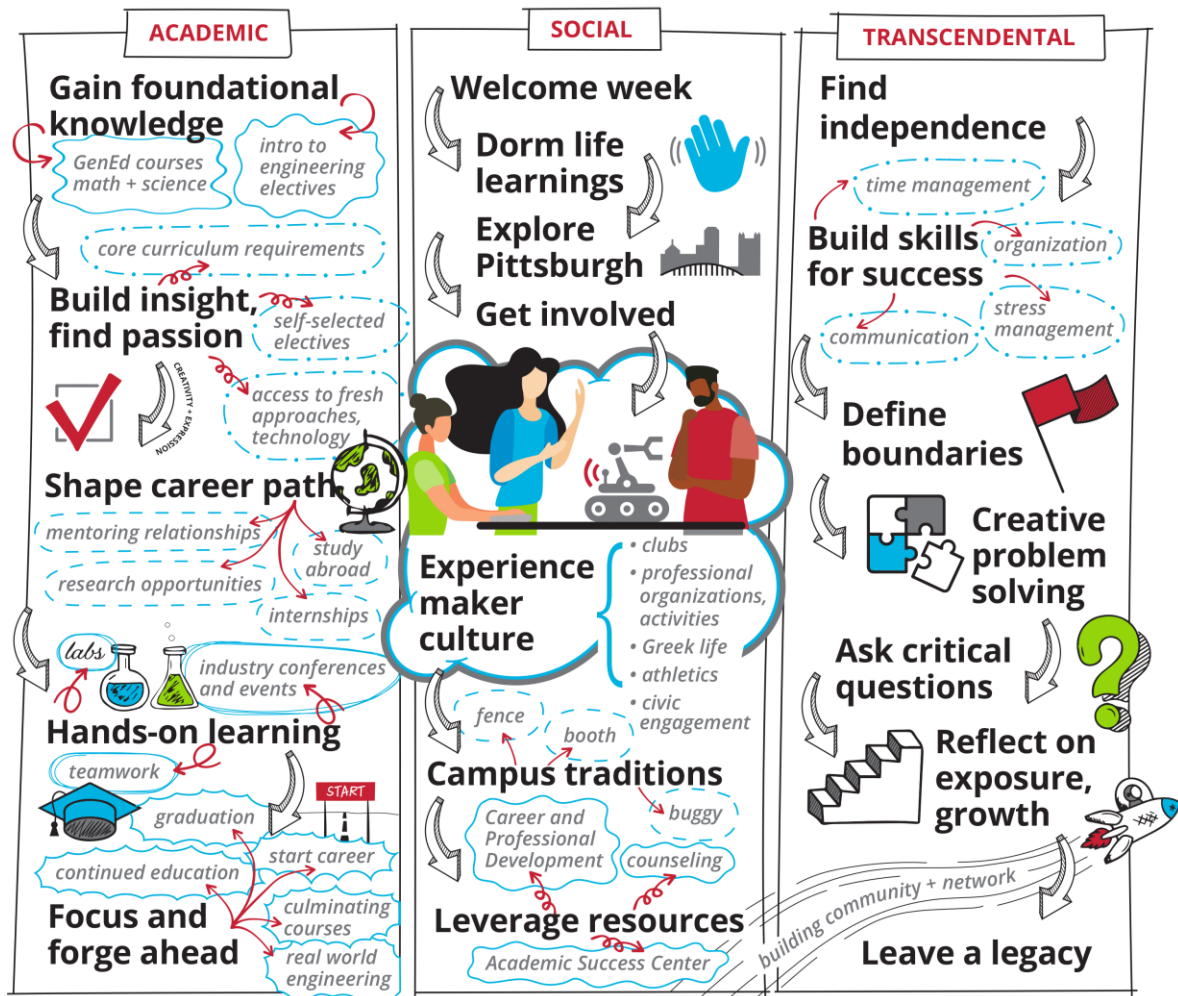 ACADEMIC
Gain foundational
knowledge
GenEd courses
math + science
intro to
engineering
electives
core curriculum requirements
Build insight,
find passion
self-selected
electives
CREATIVITY + EXPRESSION
access to fresh
approaches,
technology
Shape career path
mentoring relationships
study
abroad
research opportunities
internships
labs
industry conferences
and events
Hands-on learning
teamwork
START
graduation
start career
continued education
culminating
courses
Focus and
forge ahead
real world
engineering
SOCIAL
Welcome week
Dorm life
learnings
Explore
Pittsburgh
Get involved
Experience
maker
culture
• clubs
• professional
organizations,
activities
• Greek life
• athletics
• civic
engagement
fence
booth
Campus traditions
buggy
Career and
Professional
Development
counseling
Leverage resources
Academic Success Center
TRANSCENDENTAL
Find
independence
time management
Build skills
for success
organization
stress
management
communication
Define
boundaries
Creative
problem
solving
Ask critical
questions
?
Reflect on
exposure,
growth
building community + network
Leave a legacy